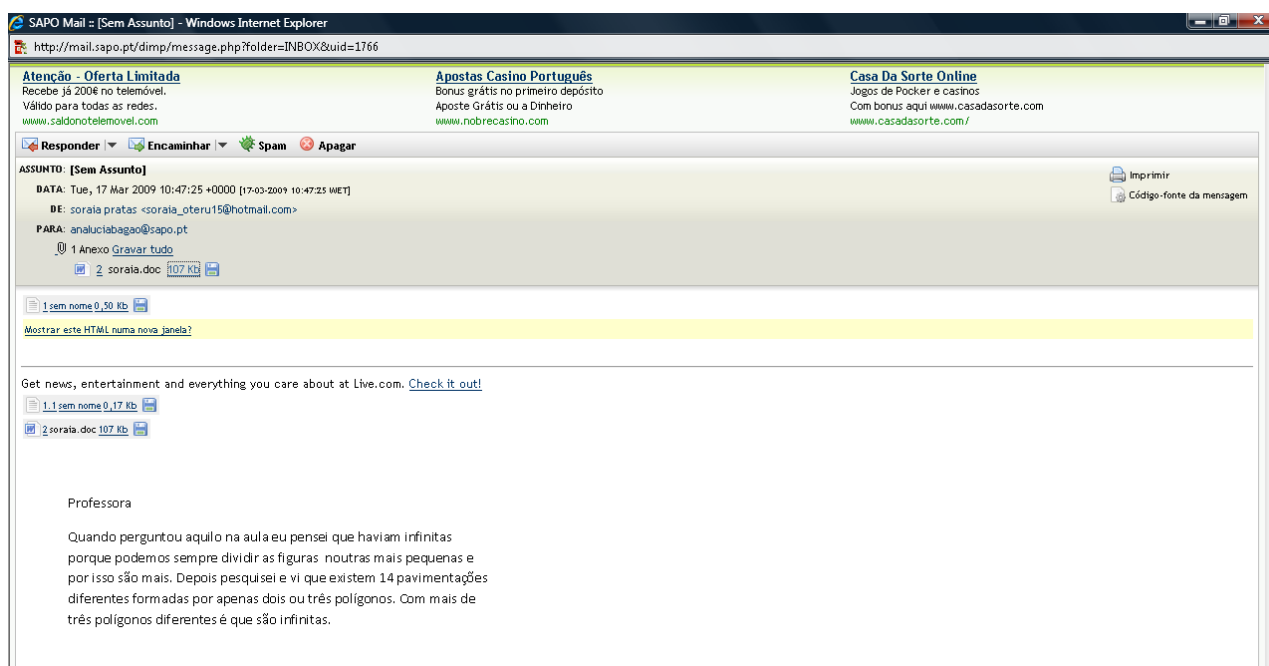 SAPO Mail :: [Sem Assunto] - Windows Internet Explorer
http://mail.sapo.pt/dimp/message.php?folder=INBOX&uid=1766
Atenção - Oferta Limitada
Recebe já 200€ no telemóvel.
Válido para todas as redes.
www.saldonotelemovel.com
Apostas Casino Português
Bonus grátis no primeiro depósito
Aposte Grátis ou a Dinheiro
www.nobrecasino.com
Casa Da Sorte Online
Jogos de Pocker e casinos
Com bonus aqui www.casadasorte.com
www.casadasorte.com/
Responder Encaminhar Spam Apagar
ASSUNTO: [Sem Assunto]
DATA: Tue, 17 Mar 2009 10:47:25 +0000 [17-03-2009 10:47:25 WET]
DE: soraia pratas <soraia_oteru15@hotmail.com>
PARA: analuciabagao@sapo.pt
1 Anexo Gravar tudo
2 soraia.doc 107 Kb
Imprimir
Código-fonte da mensagem
1 sem nome 0,50 Kb
Mostrar este HTML numa nova janela?
Get news, entertainment and everything you care about at Live.com. Check it out!
1.1 sem nome 0,17 Kb
2 soraia.doc 107 Kb
Professora
Quando perguntou aquilo na aula eu pensei que haviam infinitas
porque podemos sempre dividir as figuras noutras mais pequenas e
por isso são mais. Depois pesquisei e vi que existem 14 pavimentações
diferentes formadas por apenas dois ou três polígonos. Com mais de
três polígonos diferentes é que são infinitas.